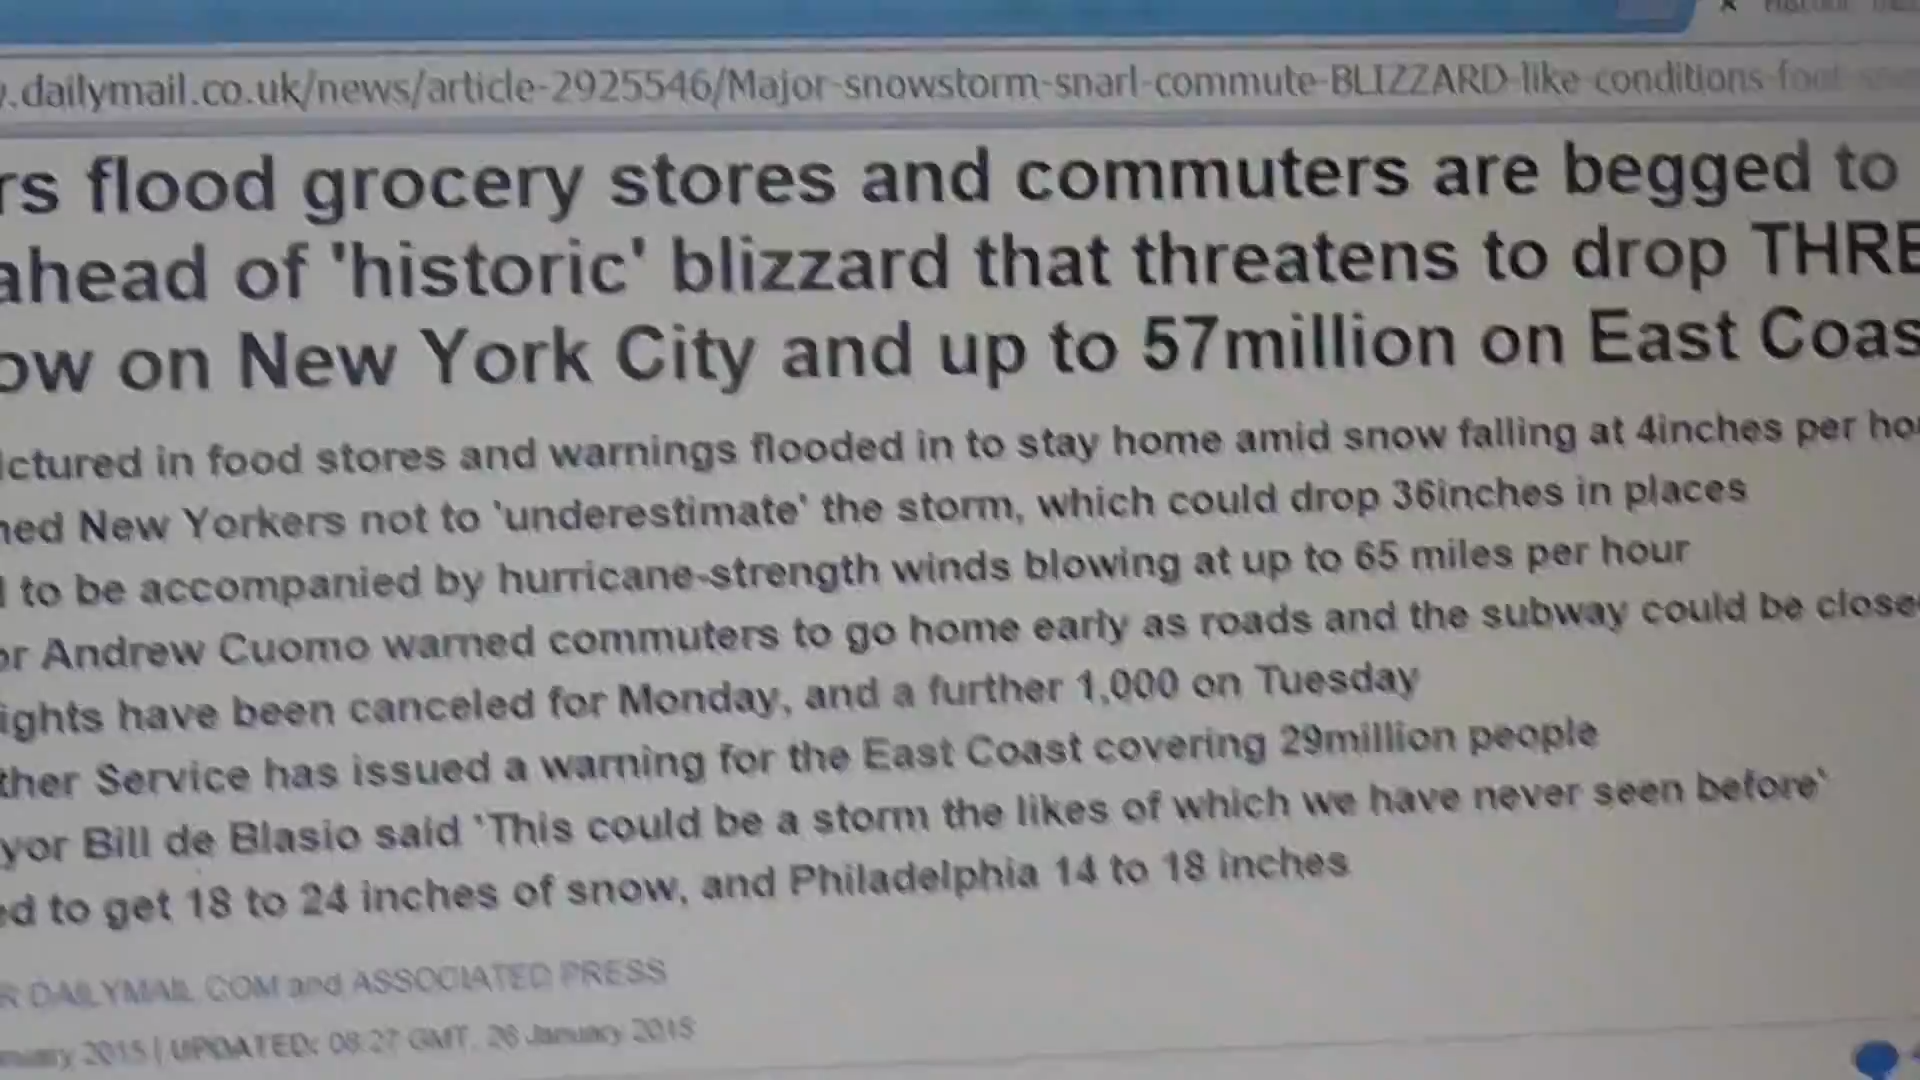 .dailymail.co.uk/news/article-2925546/Major-snowstorm-snarl-commute-BLIZZARD-like-conditions-foot
rs flood grocery stores and commuters are begged to
ahead of 'historic' blizzard that threatens to drop THRE
ow on New York City and up to 57million on East Coas
ictured in food stores and warnings flooded in to stay home amid snow falling at 4inches per hou
ned New Yorkers not to 'underestimate' the storm, which could drop 36inches in places
to be accompanied by hurricane-strength winds blowing at up to 65 miles per hour
or Andrew Cuomo warned commuters to go home early as roads and the subway could be close
ights have been canceled for Monday, and a further 1,000 on Tuesday
ther Service has issued a warning for the East Coast covering 29million people
yor Bill de Blasio said 'This could be a storm the likes of which we have never seen before'
ed to get 18 to 24 inches of snow, and Philadelphia 14 to 18 inches
R DAILYMAIL.COM and ASSOCIATED PRESS
nuary 2015 | UPDATED: 08:27 GMT, 26 January 2015